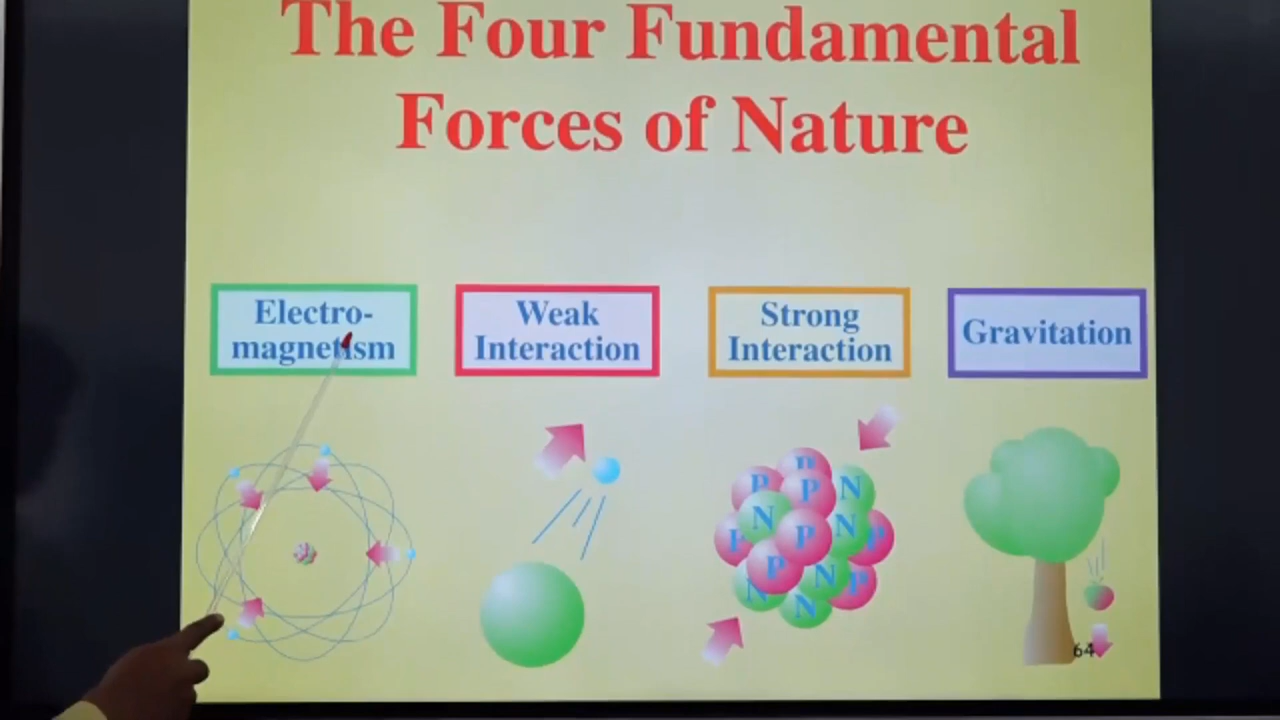 The Four Fundamental
Forces of Nature
Electro-
magnetism
Weak
Interaction
Strong
Interaction
Gravitation
P
P
P
N
N
N
P
P
P
P
N
N
P
N
64